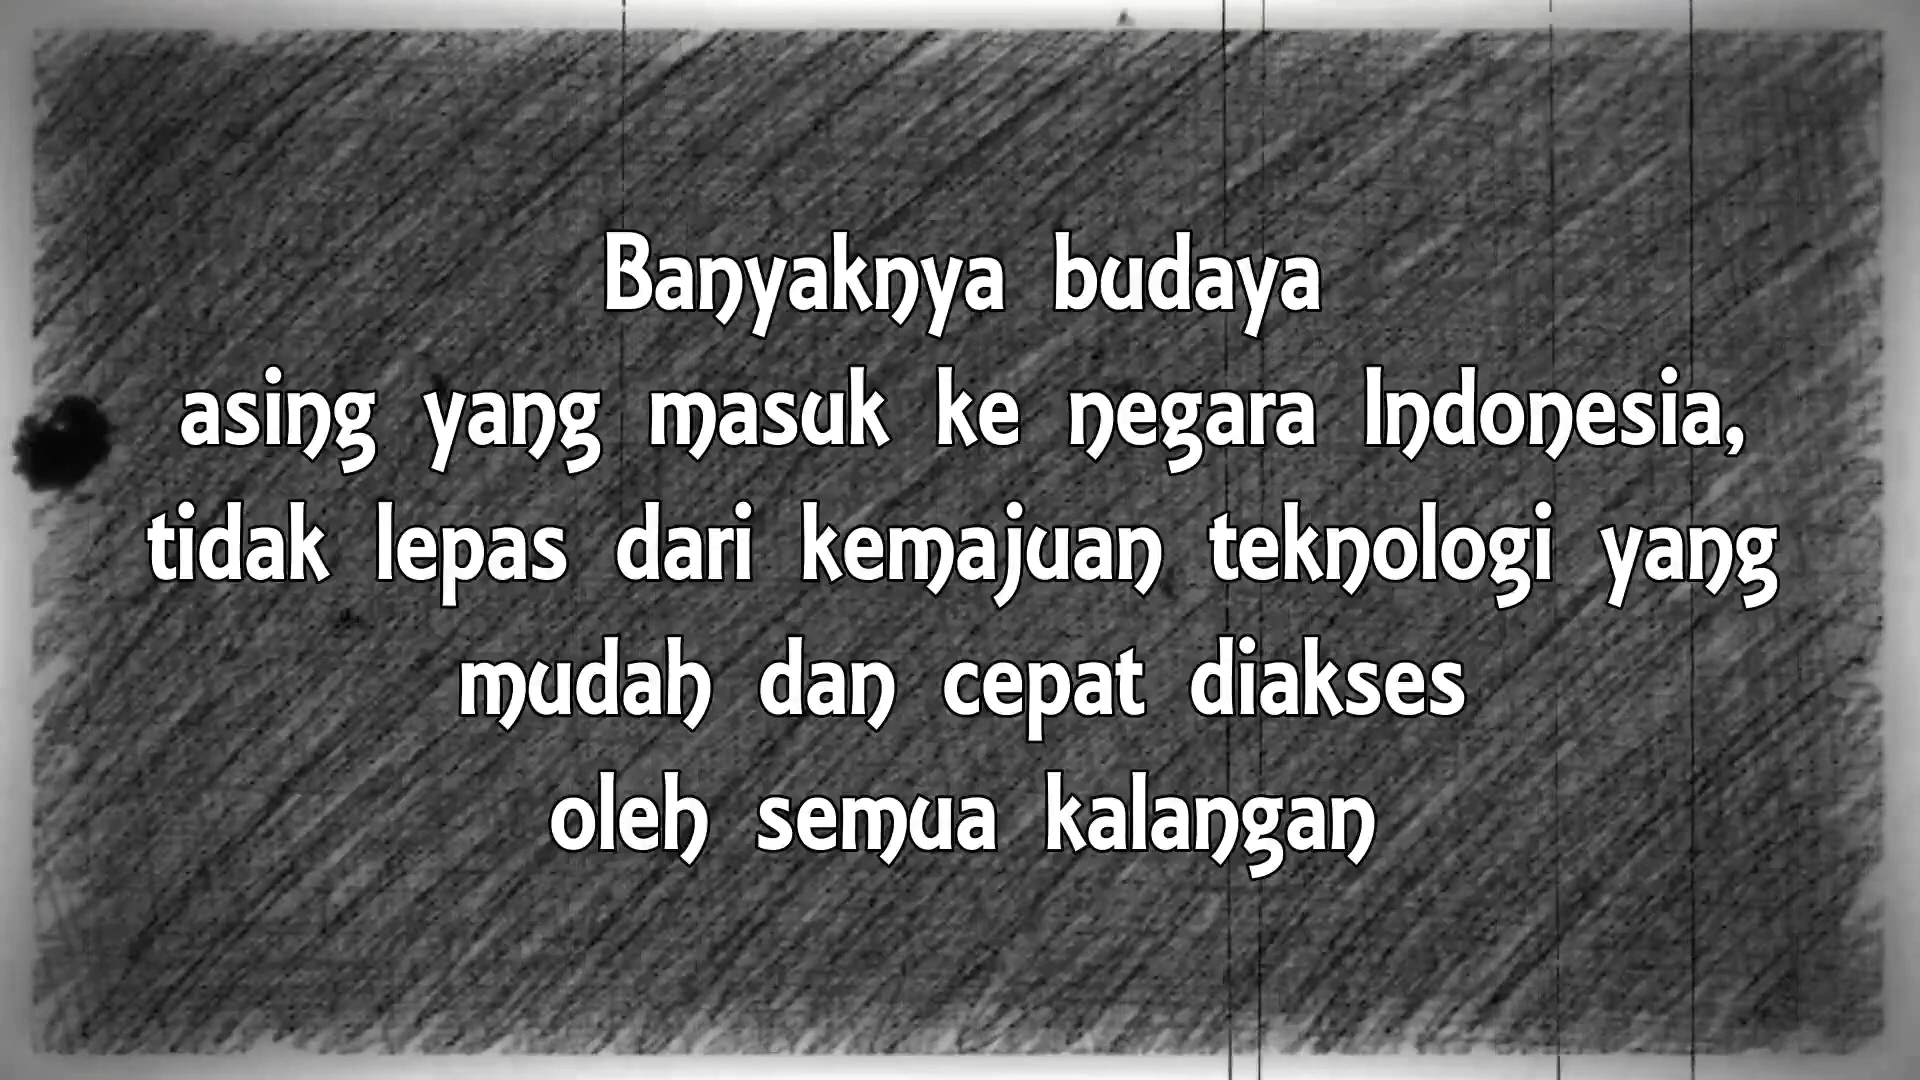 Banyaknya budaya
asing yang masuk ke negara Indonesia,
tidak lepas dari kemajuan teknologi yang
mudah dan cepat diakses
oleh semua kalangan